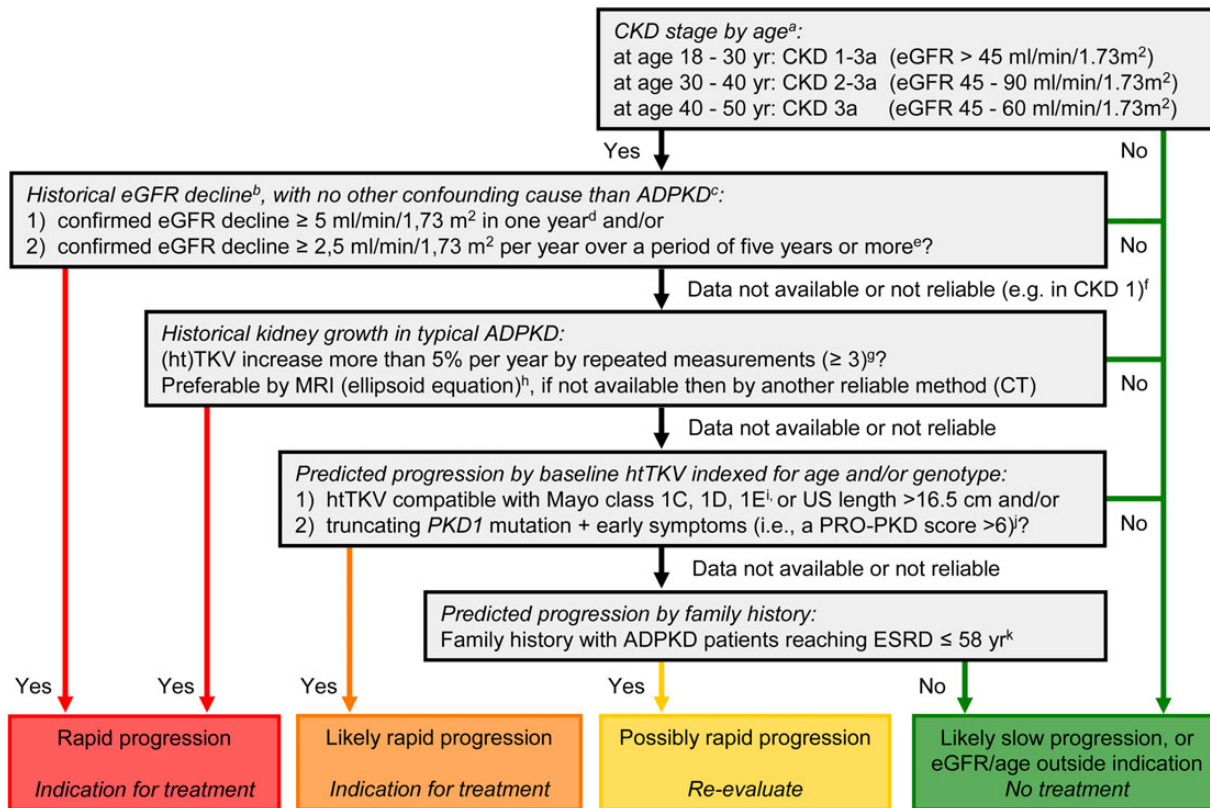 CKD stage by ageᵃ:
at age 18 - 30 yr: CKD 1-3a (eGFR > 45 ml/min/1.73m²)
at age 30 - 40 yr: CKD 2-3a (eGFR 45 - 90 ml/min/1.73m²)
at age 40 - 50 yr: CKD 3a (eGFR 45 - 60 ml/min/1.73m²)
Yes
No
Historical eGFR declineᵇ, with no other confounding cause than ADPKDᶜ:
1) confirmed eGFR decline ≥ 5 ml/min/1,73 m² in one yearᵈ and/or
2) confirmed eGFR decline ≥ 2,5 ml/min/1,73 m² per year over a period of five years or moreᵉ?
No
Data not available or not reliable (e.g. in CKD 1)ᶠ
Historical kidney growth in typical ADPKD:
(ht)TKV increase more than 5% per year by repeated measurements (≥ 3)ᵍ?
Preferable by MRI (ellipsoid equation)ʰ, if not available then by another reliable method (CT)
No
Data not available or not reliable
Predicted progression by baseline htTKV indexed for age and/or genotype:
1) htTKV compatible with Mayo class 1C, 1D, 1Eⁱ, or US length >16.5 cm and/or
2) truncating PKD1 mutation + early symptoms (i.e., a PRO-PKD score >6)ʲ?
No
Data not available or not reliable
Predicted progression by family history:
Family history with ADPKD patients reaching ESRD ≤ 58 yrᵏ
Yes
Yes
Yes
Yes
No
Rapid progression
Indication for treatment
Likely rapid progression
Indication for treatment
Possibly rapid progression
Re-evaluate
Likely slow progression, or
eGFR/age outside indication
No treatment